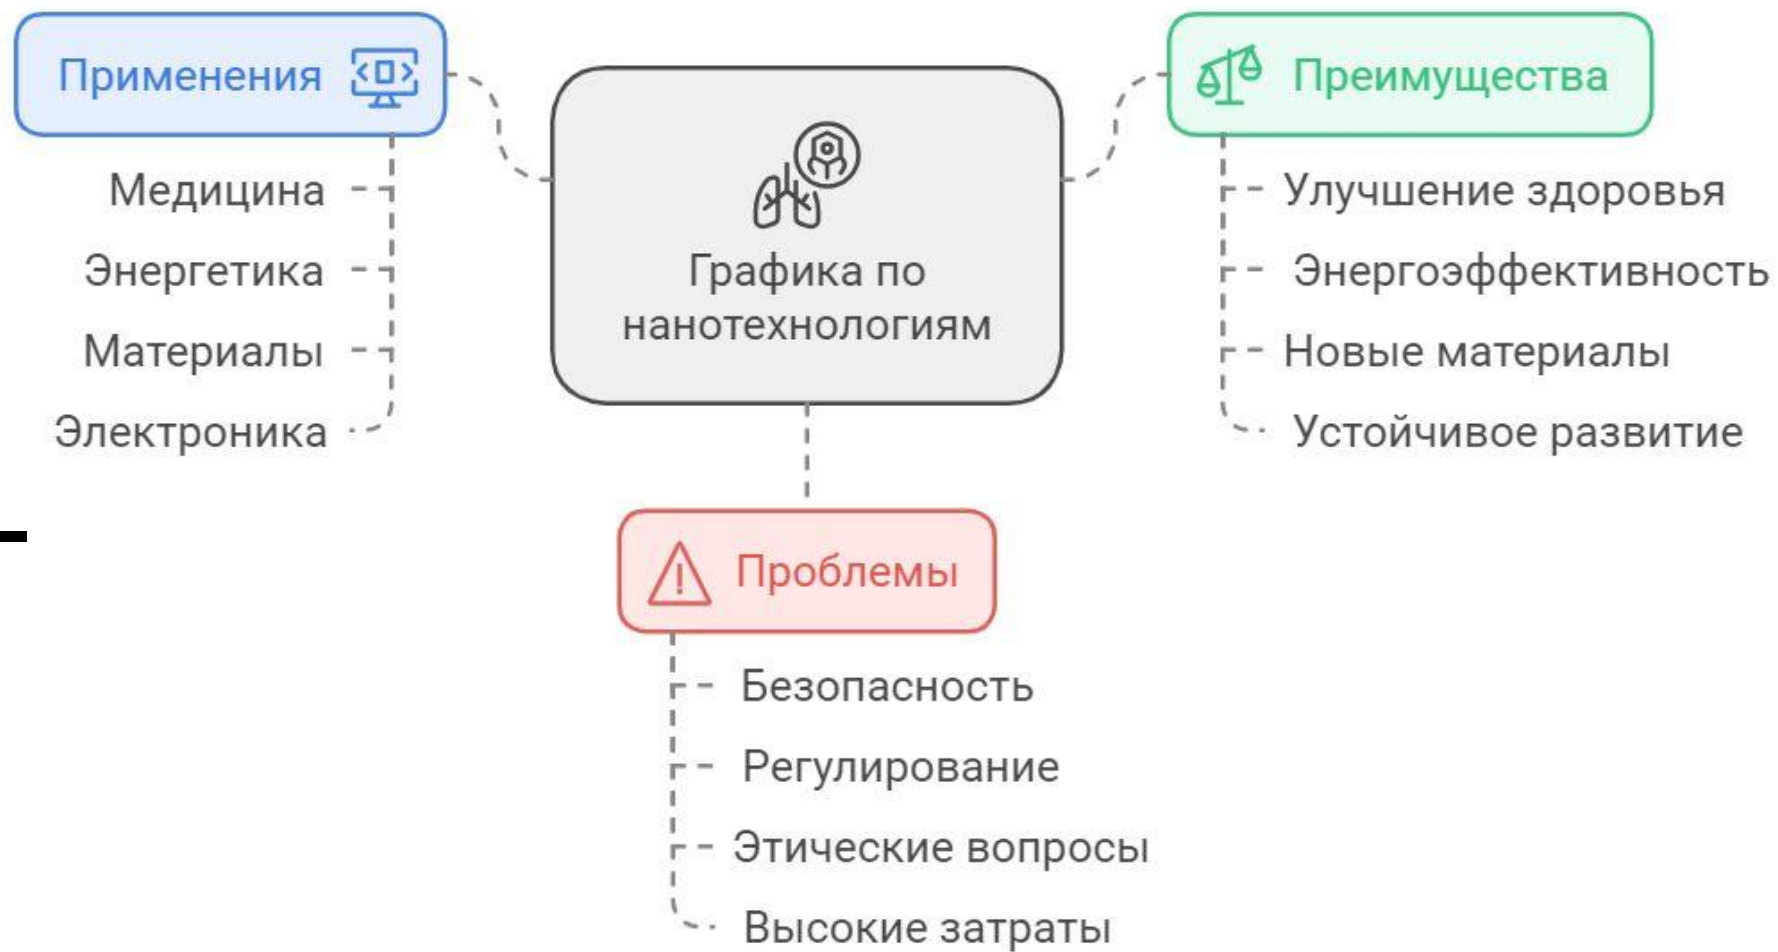 Применения
Медицина
Энергетика
Материалы
Электроника
Графика по
нанотехнологиям
Преимущества
Улучшение здоровья
Энергоэффективность
Новые материалы
Устойчивое развитие
Проблемы
Безопасность
Регулирование
Этические вопросы
Высокие затраты